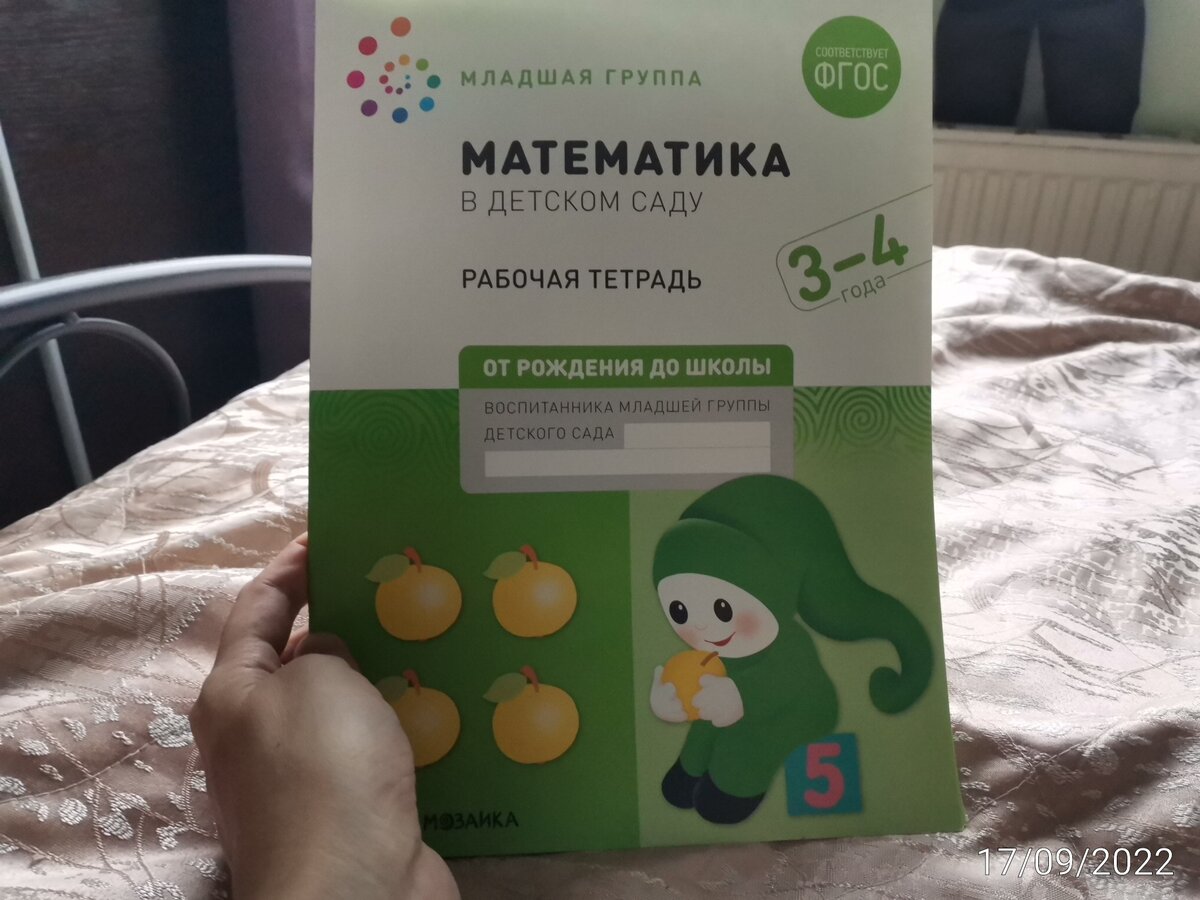 МЛАДШАЯ ГРУППА
СООТВЕТСТВУЕТ
ФГОС
МАТЕМАТИКА
В ДЕТСКОМ САДУ
3–4
года
РАБОЧАЯ ТЕТРАДЬ
ОТ РОЖДЕНИЯ ДО ШКОЛЫ
ВОСПИТАННИКА МЛАДШЕЙ ГРУППЫ
ДЕТСКОГО САДА
5
МОЗАИКА
17/09/2022